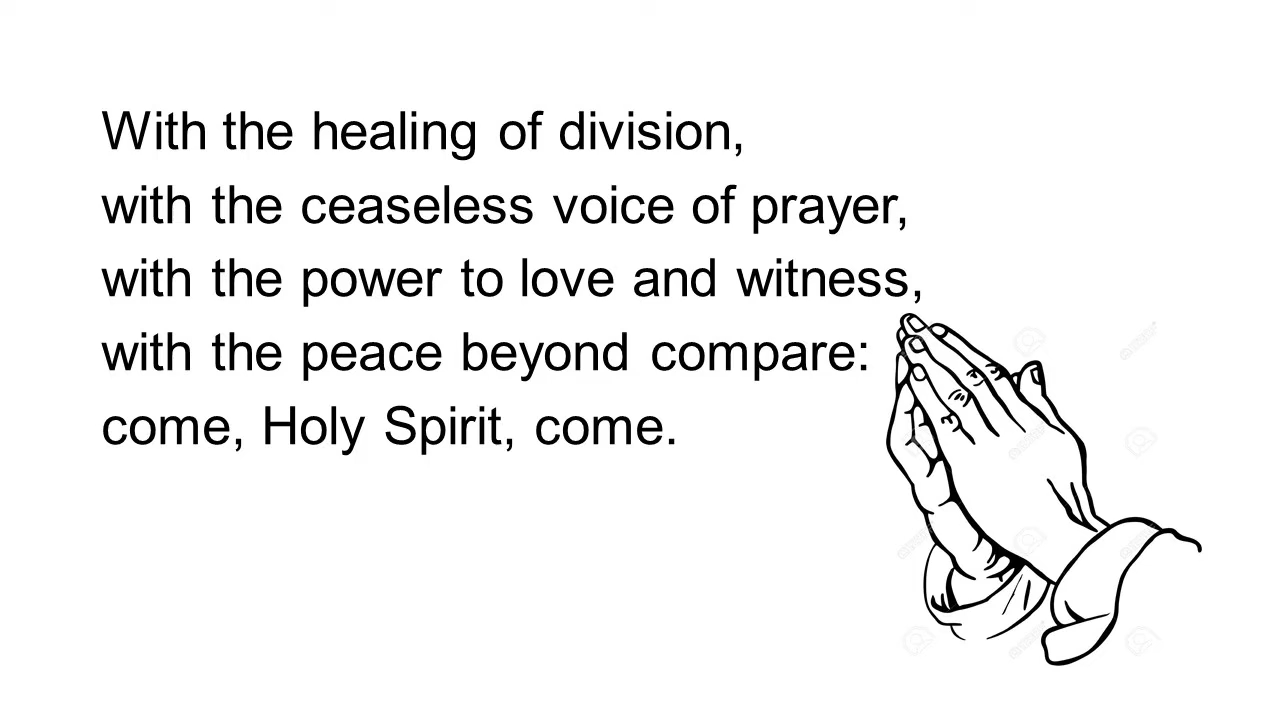 With the healing of division,
with the ceaseless voice of prayer,
with the power to love and witness,
with the peace beyond compare:
come, Holy Spirit, come.